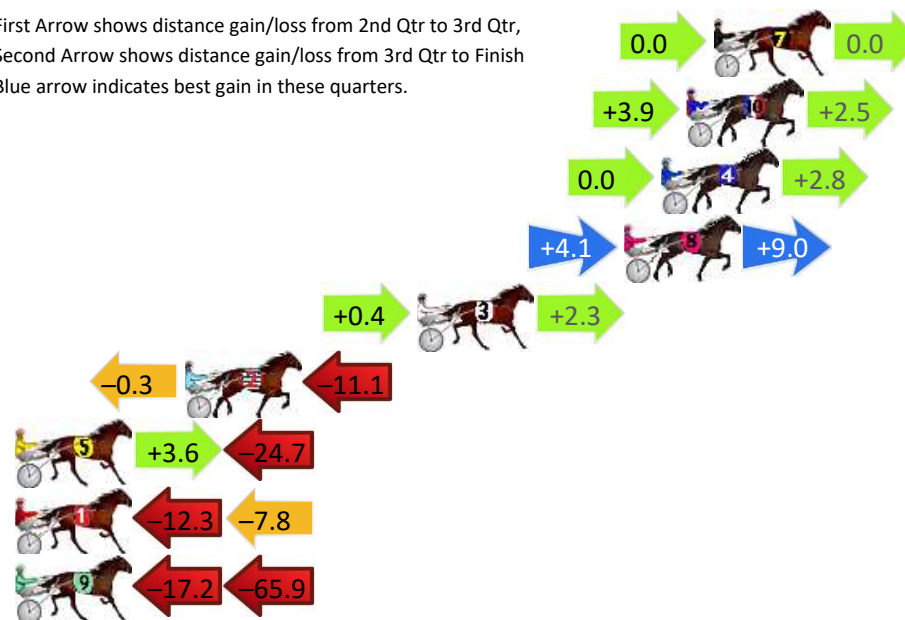 First Arrow shows distance gain/loss from 2nd Qtr to 3rd Qtr,
Second Arrow shows distance gain/loss from 3rd Qtr to Finish
Blue arrow indicates best gain in these quarters.
0.0 7 0.0
+3.9 10 +2.5
0.0 4 +2.8
+4.1 8 +9.0
+0.4 3 +2.3
–0.3 2 –11.1
5 +3.6 –24.7
1 –12.3 –7.8
9 –17.2 –65.9